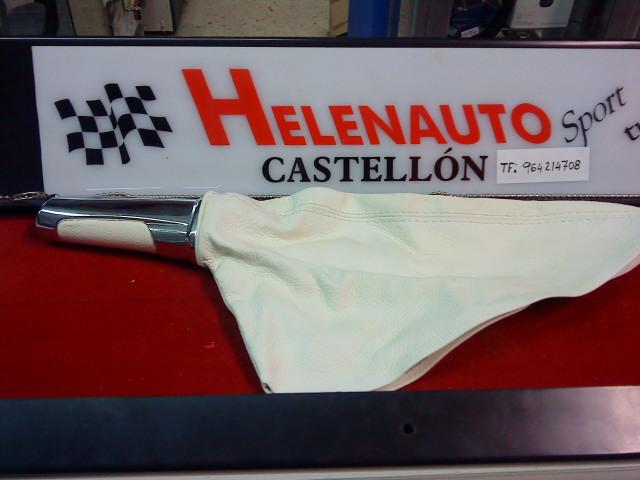 HELENAUTO Sport
CASTELLÓN TF: 964214708